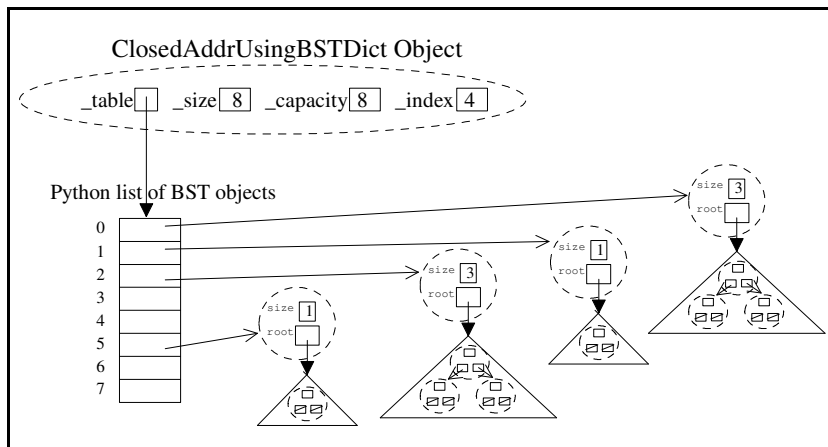 ClosedAddrUsingBSTDict Object
_table _size 8 _capacity 8 _index 4
Python list of BST objects
0
1
2
3
4
5
6
7
size 3
root
size 1
root
size 3
root
size 1
root